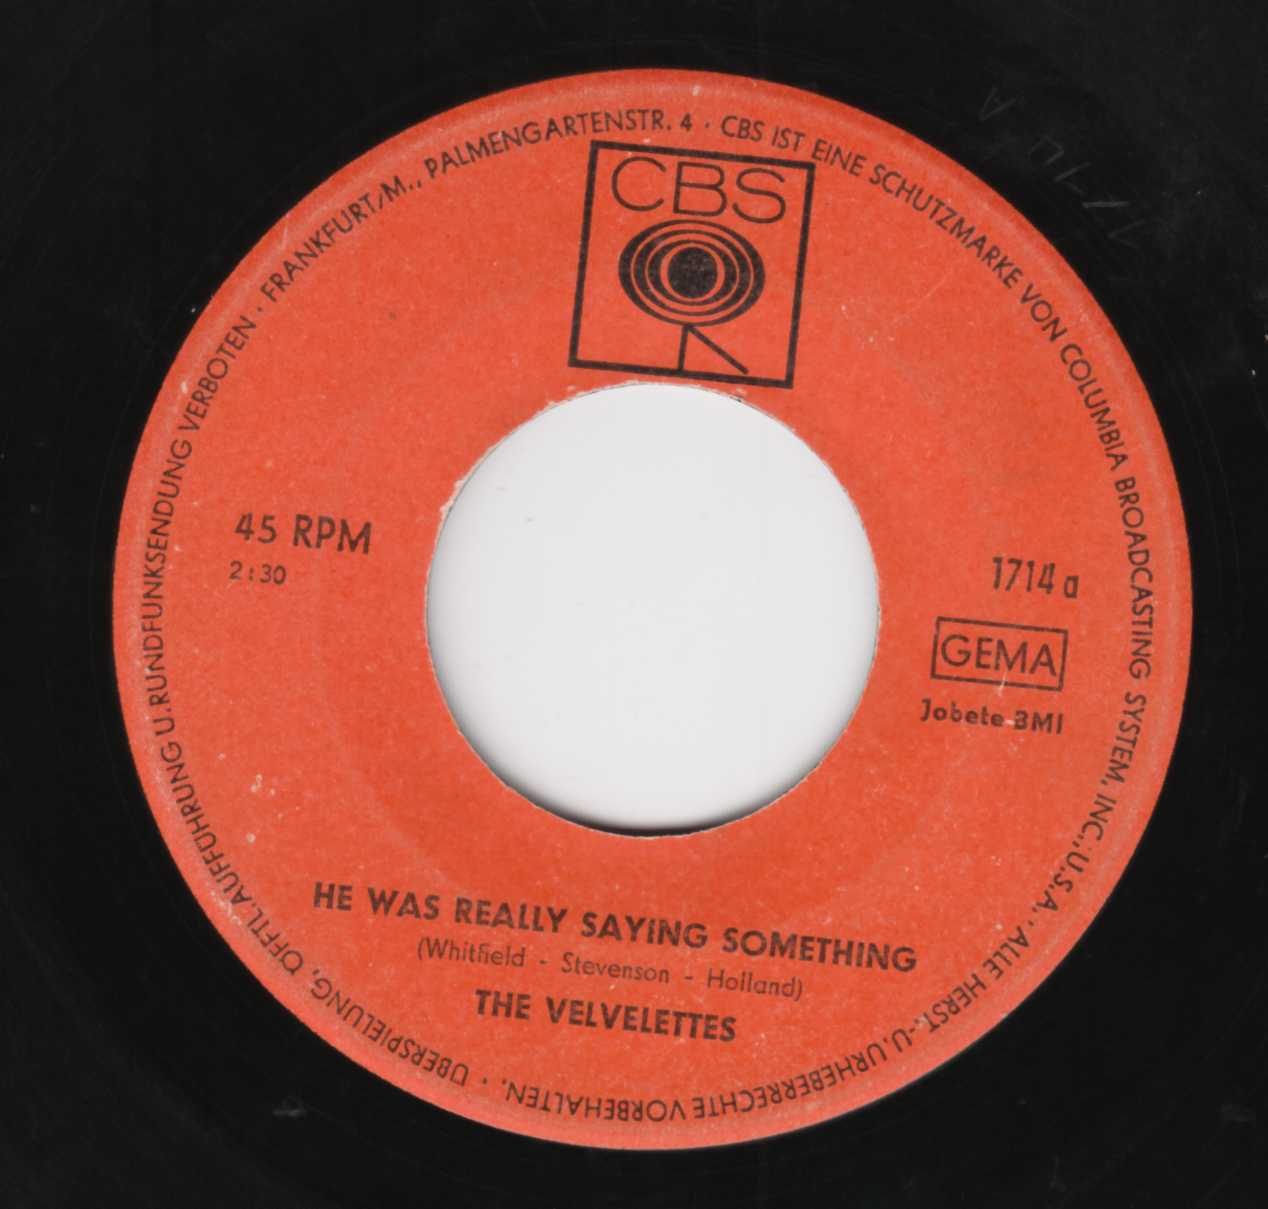 FRANKFURT/M., PALMENGARTENSTR. 4 · CBS IST EINE SCHUTZMARKE VON COLUMBIA BROADCASTING SYSTEM, INC., U.S.A. · ALLE HERST.-U.URHEBERRECHTE VORBEHALTEN. · ÜBERSPIELUNG, ÖFFTL.AUFFÜHRUNG U.RUNDFUNKSENDUNG VERBOTEN ·
CBS
45 RPM
2:30
1714 a
GEMA
Jobete-BMI
HE WAS REALLY SAYING SOMETHING
(Whitfield - Stevenson - Holland)
THE VELVELETTES